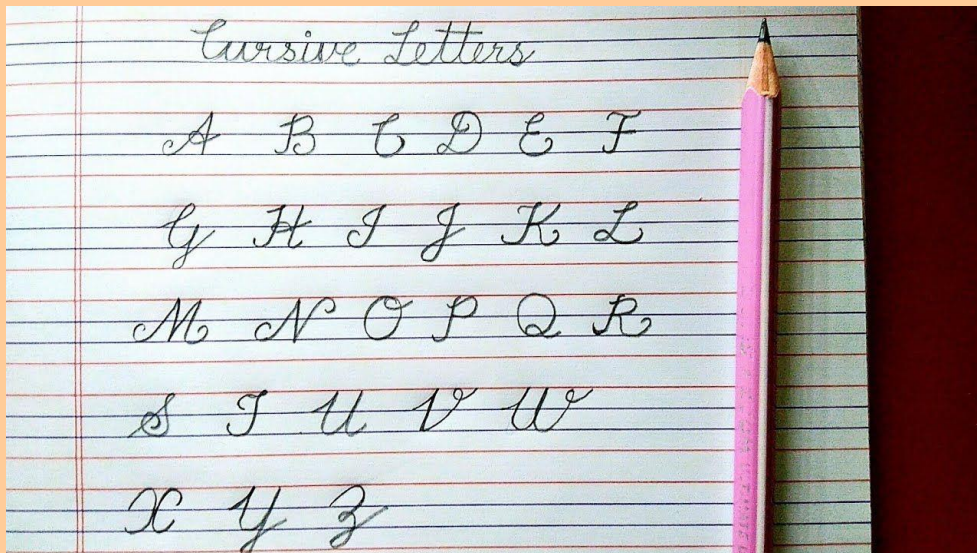 Cursive Letters
A B C D E F
G H I J K L
M N O P Q R
S T U V W
X Y Z